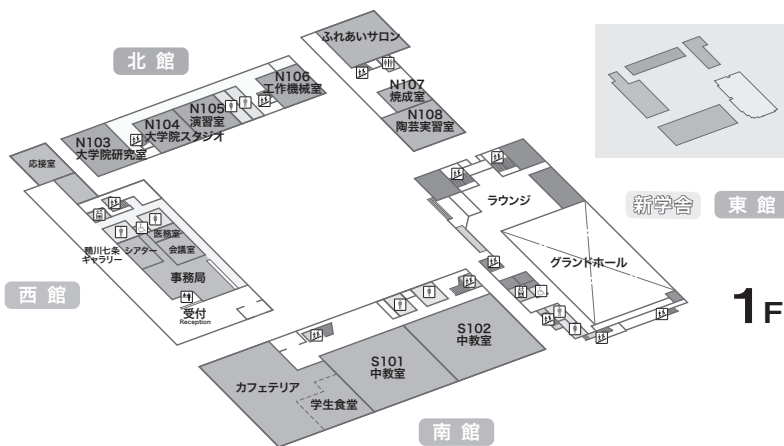 北館
ふれあいサロン
N106
工作機械室
N105
演習室
N104
大学院スタジオ
N103
大学院研究室
N107
焼成室
N108
陶芸実習室
応接室
ラウンジ
新学舎
東館
医務室
鴨川七条
ギャラリー
シアター
会議室
グランドホール
事務局
西館
受付
Reception
1F
S102
中教室
S101
中教室
カフェテリア
学生食堂
南館